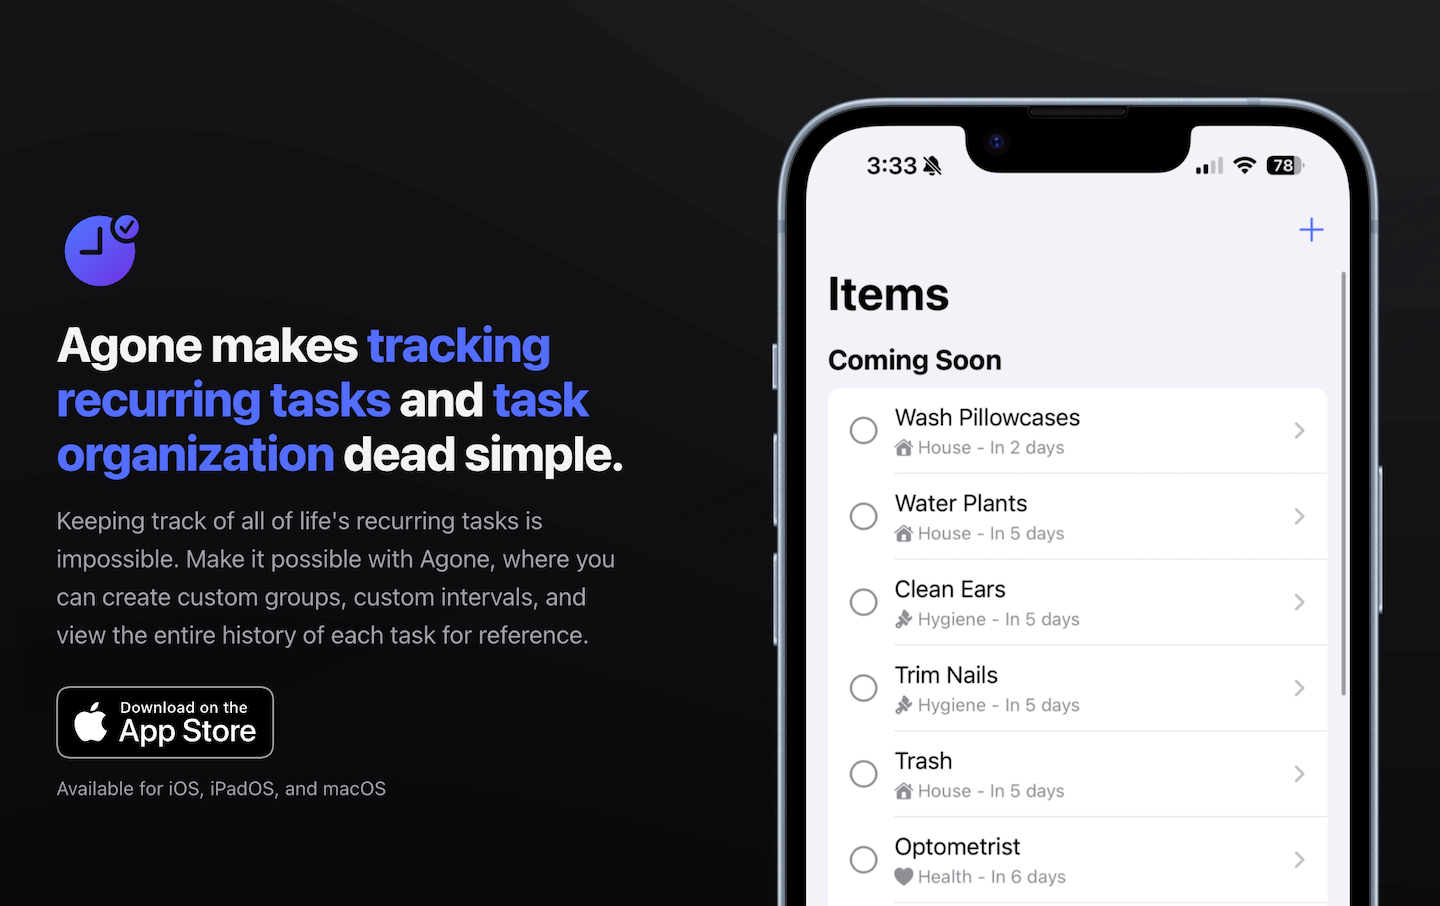 Agone makes tracking
recurring tasks and task
organization dead simple.
Keeping track of all of life's recurring tasks is
impossible. Make it possible with Agone, where you
can create custom groups, custom intervals, and
view the entire history of each task for reference.
Download on the
App Store
Available for iOS, iPadOS, and macOS
3:33
78
Items
Coming Soon
Wash Pillowcases
House - In 2 days
Water Plants
House - In 5 days
Clean Ears
Hygiene - In 5 days
Trim Nails
Hygiene - In 5 days
Trash
House - In 5 days
Optometrist
Health - In 6 days